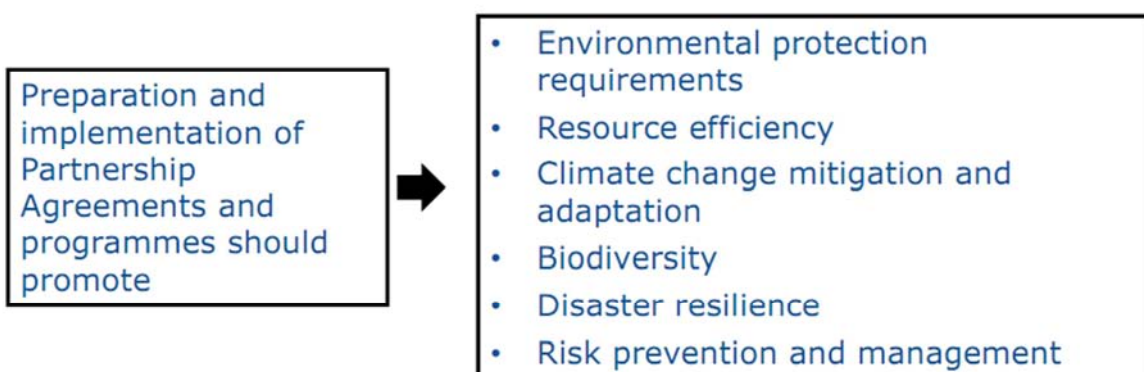 Preparation and
implementation of
Partnership
Agreements and
programmes should
promote
• Environmental protection
requirements
• Resource efficiency
• Climate change mitigation and
adaptation
• Biodiversity
• Disaster resilience
• Risk prevention and management